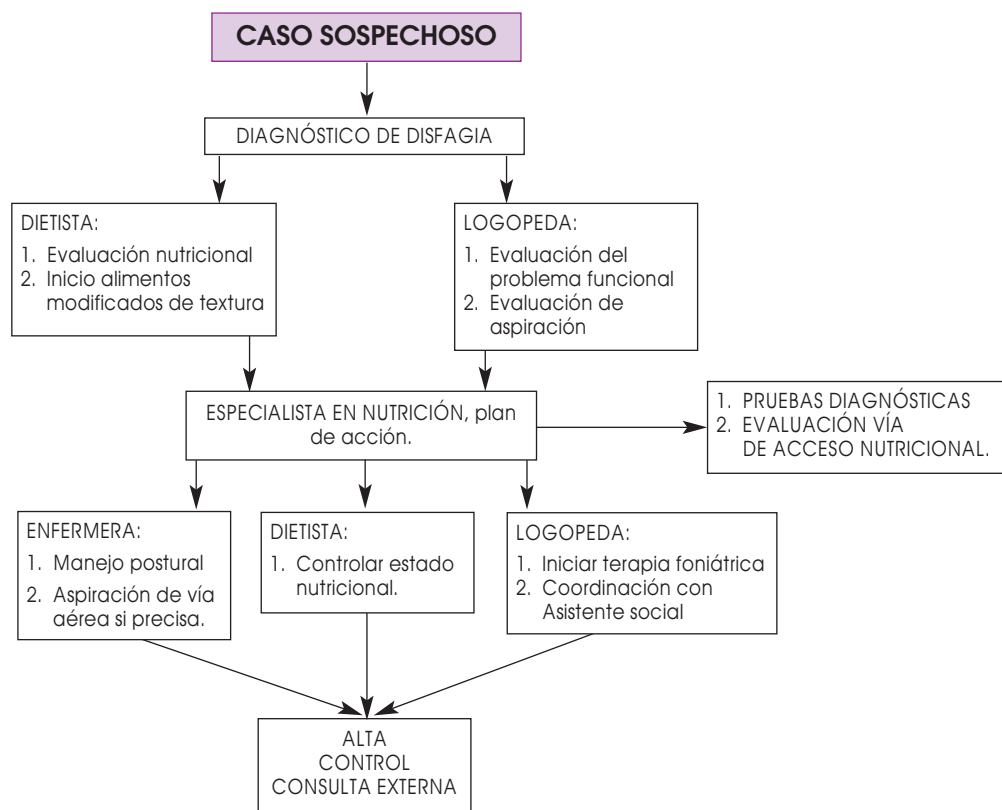 CASO SOSPECHOSO
DIAGNÓSTICO DE DISFAGIA
DIETISTA:
1. Evaluación nutricional
2. Inicio alimentos
modificados de textura
LOGOPEDA:
1. Evaluación del
problema funcional
2. Evaluación de
aspiración
ESPECIALISTA EN NUTRICIÓN, plan
de acción.
1. PRUEBAS DIAGNÓSTICAS
2. EVALUACIÓN VÍA
DE ACCESO NUTRICIONAL.
ENFERMERA:
1. Manejo postural
2. Aspiración de vía
aérea si precisa.
DIETISTA:
1. Controlar estado
nutricional.
LOGOPEDA:
1. Iniciar terapia foniátrica
2. Coordinación con
Asistente social
ALTA
CONTROL
CONSULTA EXTERNA